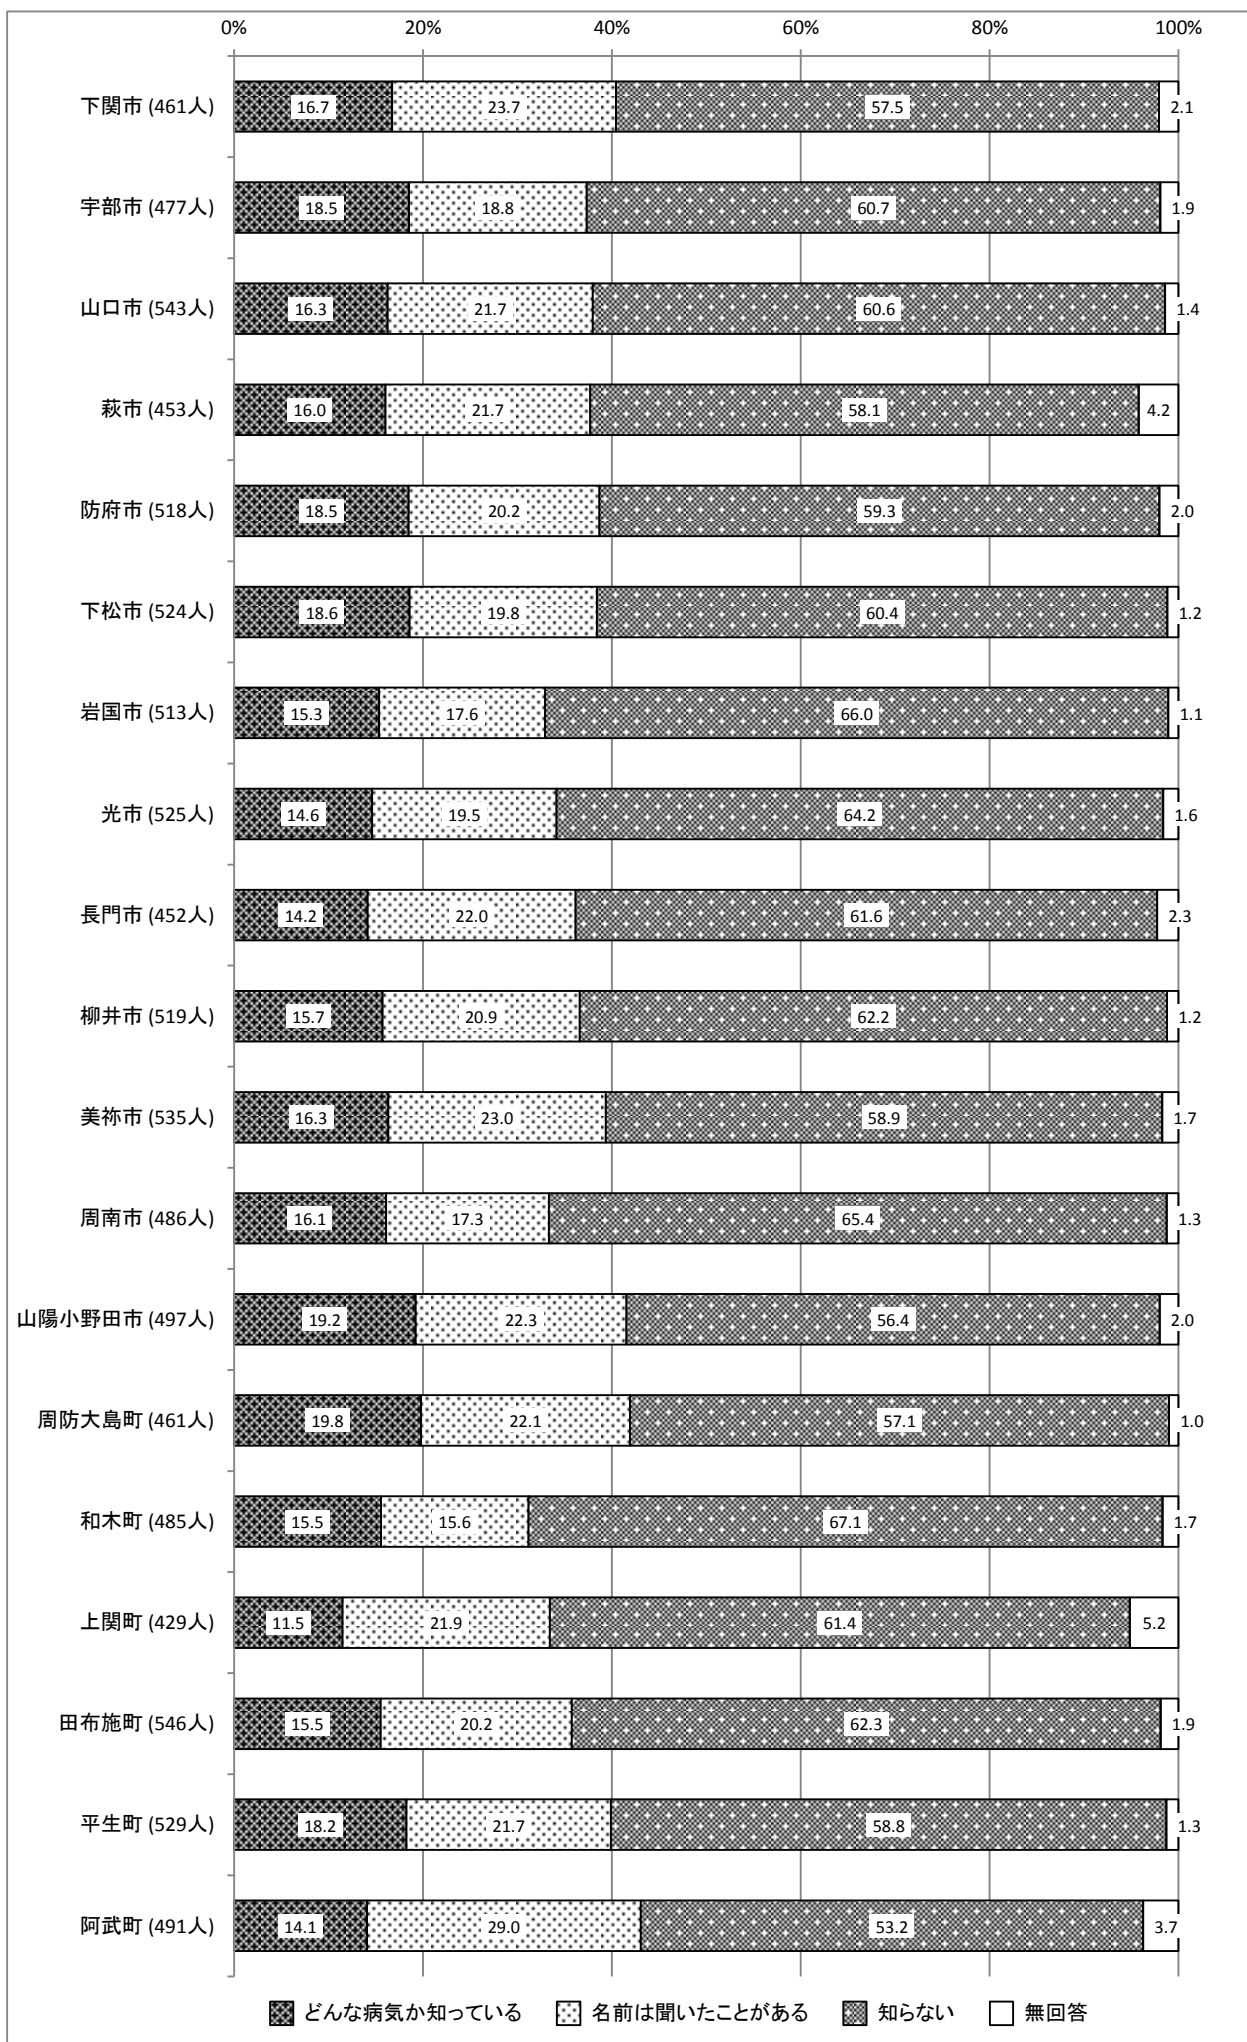 0% 20% 40% 60% 80% 100%
下関市 (461人) 16.7 23.7 57.5 2.1
宇部市 (477人) 18.5 18.8 60.7 1.9
山口市 (543人) 16.3 21.7 60.6 1.4
萩市 (453人) 16.0 21.7 58.1 4.2
防府市 (518人) 18.5 20.2 59.3 2.0
下松市 (524人) 18.6 19.8 60.4 1.2
岩国市 (513人) 15.3 17.6 66.0 1.1
光市 (525人) 14.6 19.5 64.2 1.6
長門市 (452人) 14.2 22.0 61.6 2.3
柳井市 (519人) 15.7 20.9 62.2 1.2
美祢市 (535人) 16.3 23.0 58.9 1.7
周南市 (486人) 16.1 17.3 65.4 1.3
山陽小野田市 (497人) 19.2 22.3 56.4 2.0
周防大島町 (461人) 19.8 22.1 57.1 1.0
和木町 (485人) 15.5 15.6 67.1 1.7
上関町 (429人) 11.5 21.9 61.4 5.2
田布施町 (546人) 15.5 20.2 62.3 1.9
平生町 (529人) 18.2 21.7 58.8 1.3
阿武町 (491人) 14.1 29.0 53.2 3.7
どんな病気か知っている 名前は聞いたことがある 知らない 無回答